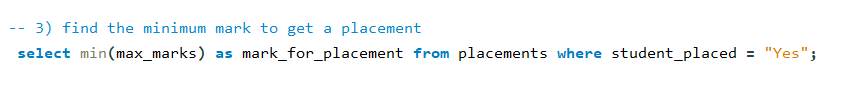 -- 3) find the minimum mark to get a placement
select min(max_marks) as mark_for_placement from placements where student_placed = "Yes";